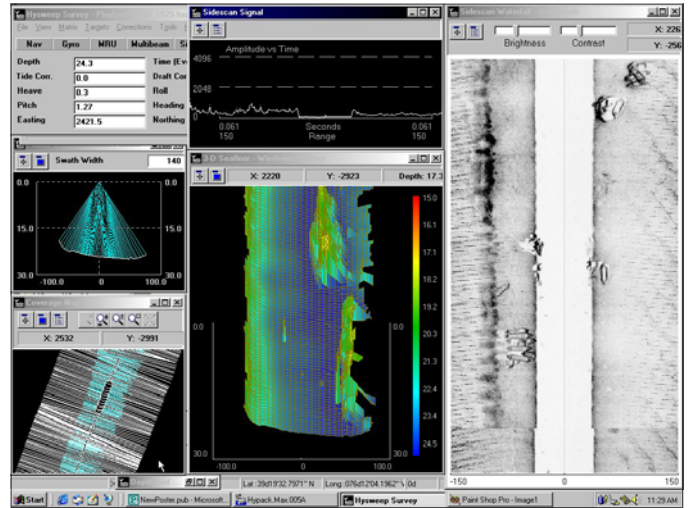 Hysweep Survey
File View Matrix Targets Corrections Tools
Nav Gyro MRU Multibeam
Depth 24.3 Time
Tide Corr. 0.0 Draft Cor
Heave 0.3 Roll
Pitch 1.27 Heading
Easting 2421.5 Northing
Swath Width 140
0.0 0.0
15.0 15.0
30.0 30.0
-100.0 0 100.0
Coverage Map
X: 2532 Y: -2991
Sidescan Signal
Amplitude vs Time
4096
2048
0
0.061 Seconds 0.061
150 Range 150
3-D Seafloor
X: 2220 Y: -2923 Depth: 17.3
15.0
16.1
17.1
18.2
19.2
20.3
21.3
22.4
23.4
24.5
0.0 0.0
30.0 30.0
-100.0 0 100.0
Sidescan Waterfall
Brightness Contrast
X: 226
Y: -256
-150 0 150
Lat :39d19'32.7971" N Long:076d12'04.1962" 0d
Start NewPoster.pub - Microsoft... Hypack.Max.005A Hysweep Survey Paint Shop Pro - Image1 11:29 AM